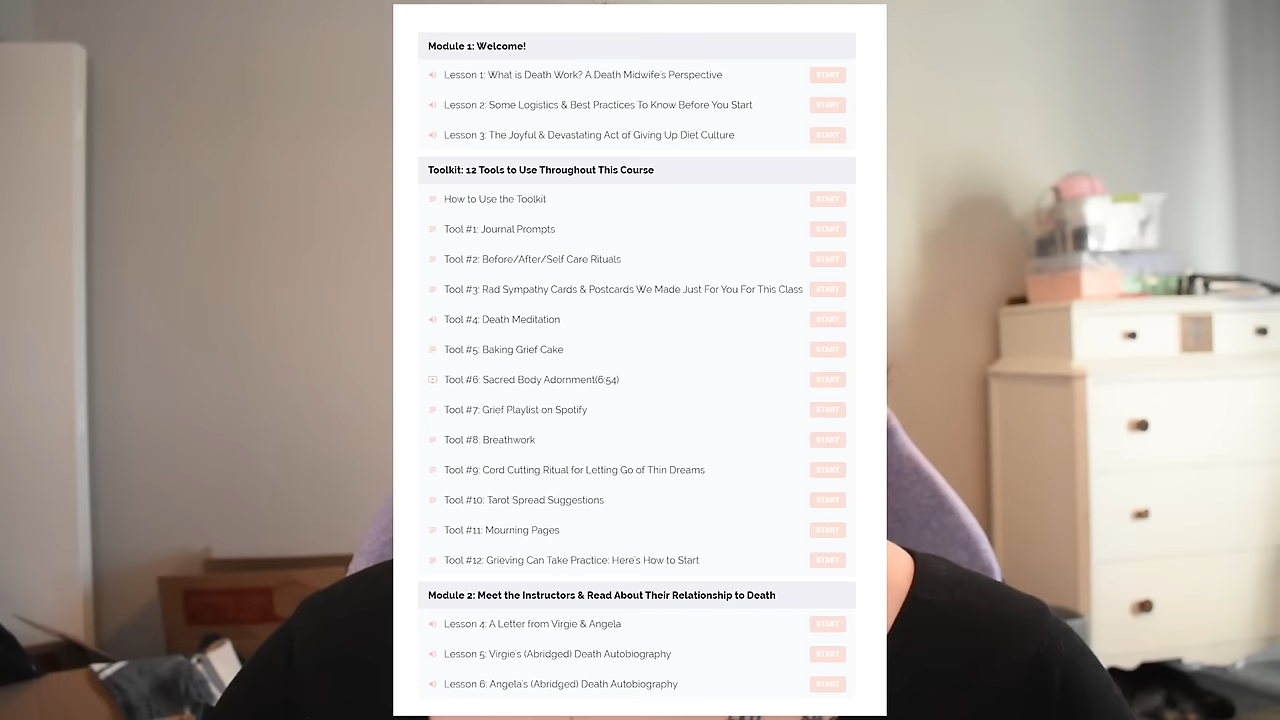 Module 1: Welcome!
Lesson 1: What is Death Work? A Death Midwife's Perspective START
Lesson 2: Some Logistics & Best Practices To Know Before You Start START
Lesson 3: The Joyful & Devastating Act of Giving Up Diet Culture START
Toolkit: 12 Tools to Use Throughout This Course
How to Use the Toolkit START
Tool #1: Journal Prompts START
Tool #2: Before/After/Self Care Rituals START
Tool #3: Rad Sympathy Cards & Postcards We Made Just For You For This Class START
Tool #4: Death Meditation START
Tool #5: Baking Grief Cake START
Tool #6: Sacred Body Adornment(6:54) START
Tool #7: Grief Playlist on Spotify START
Tool #8: Breathwork START
Tool #9: Cord Cutting Ritual for Letting Go of Thin Dreams START
Tool #10: Tarot Spread Suggestions START
Tool #11: Mourning Pages START
Tool #12: Grieving Can Take Practice: Here's How to Start START
Module 2: Meet the Instructors & Read About Their Relationship to Death
Lesson 4: A Letter from Virgie & Angela START
Lesson 5: Virgie's (Abridged) Death Autobiography START
Lesson 6: Angela's (Abridged) Death Autobiography START